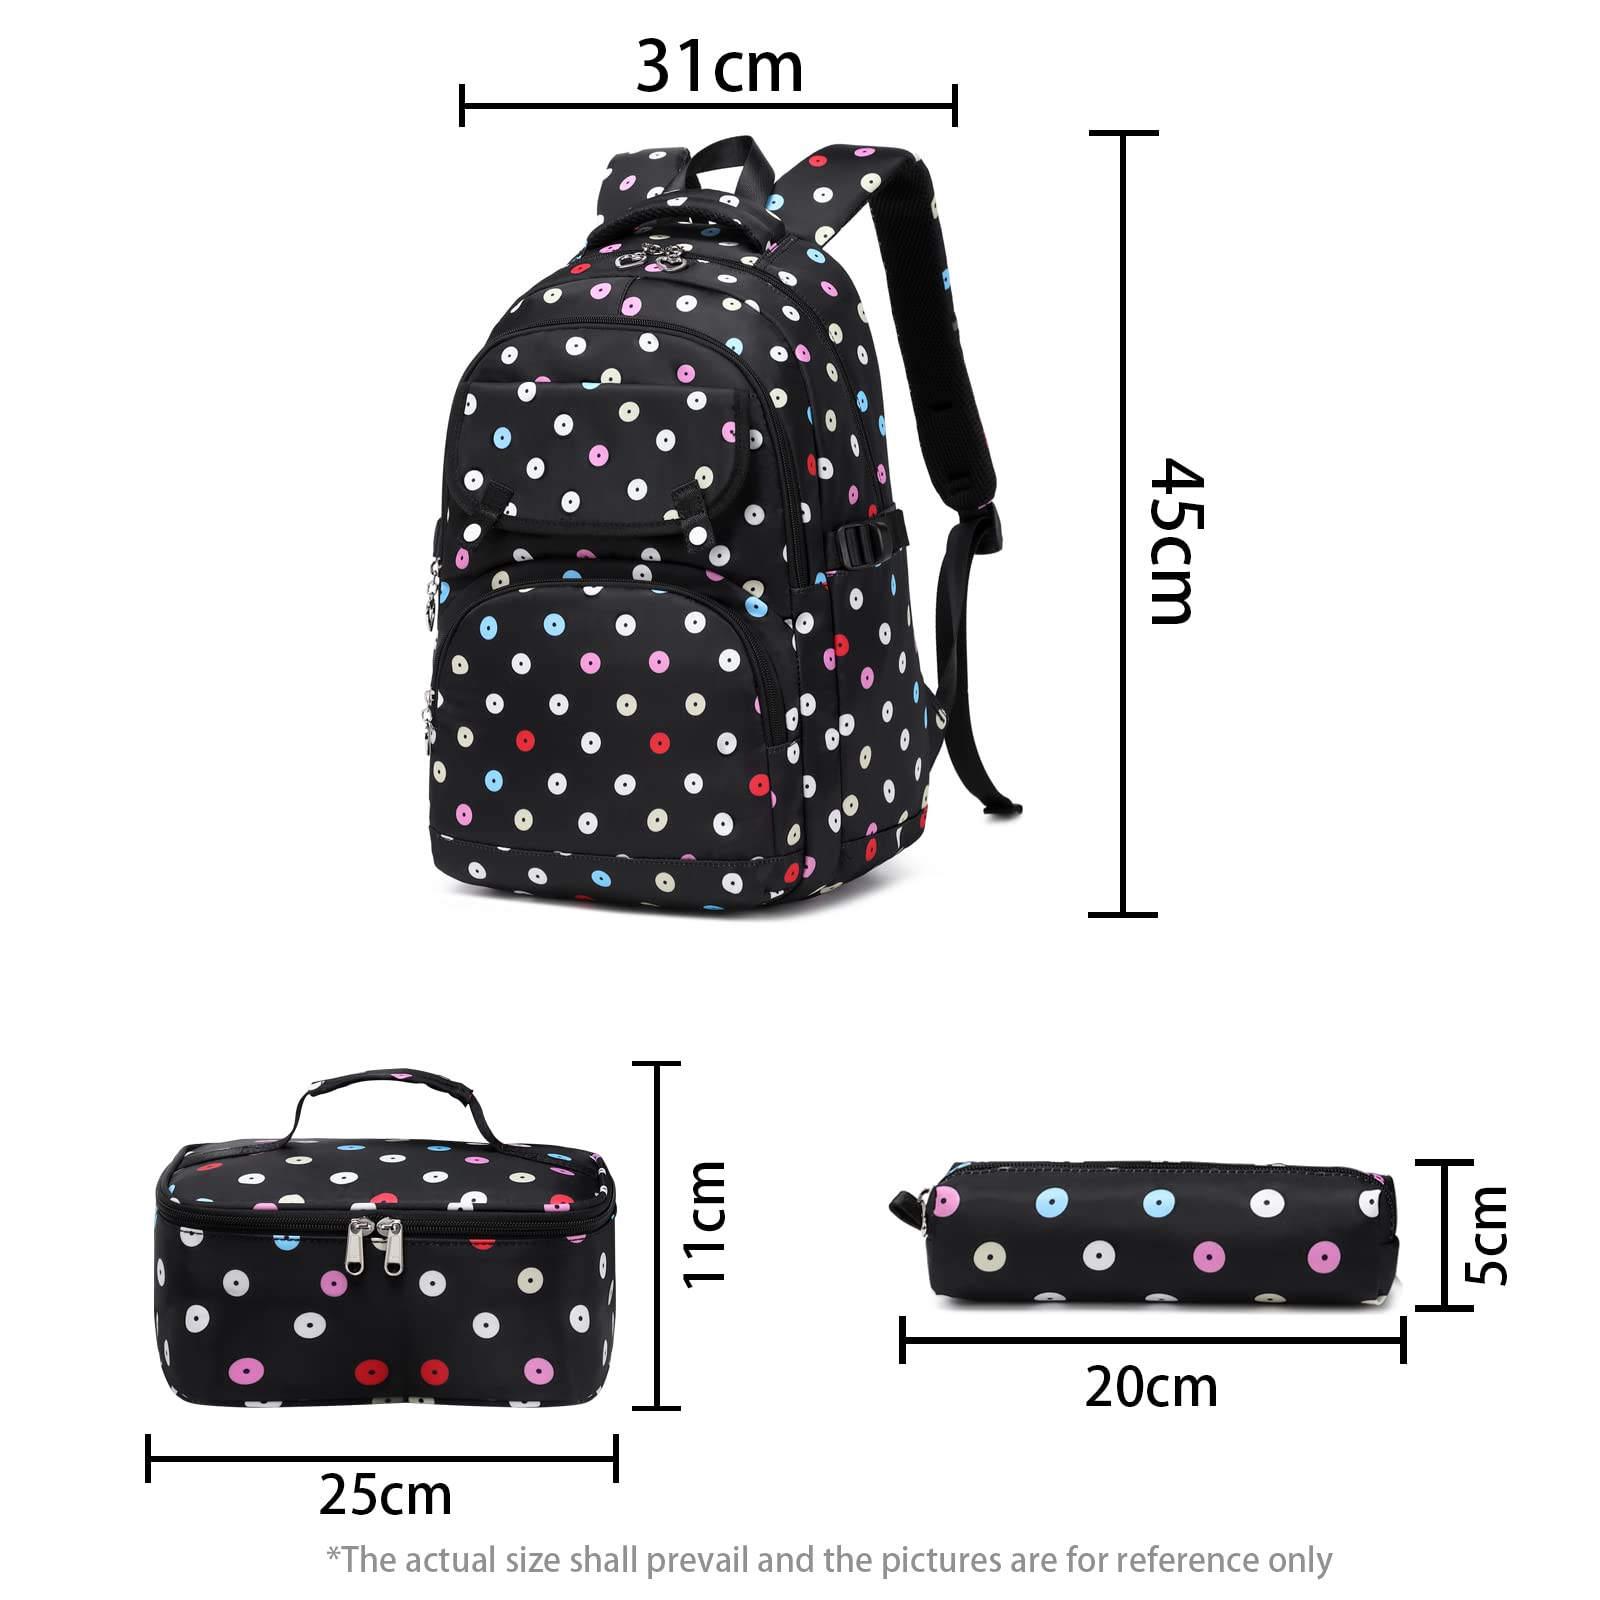 31cm
45cm
11cm
25cm
5cm
20cm
*The actual size shall prevail and the pictures are for reference only